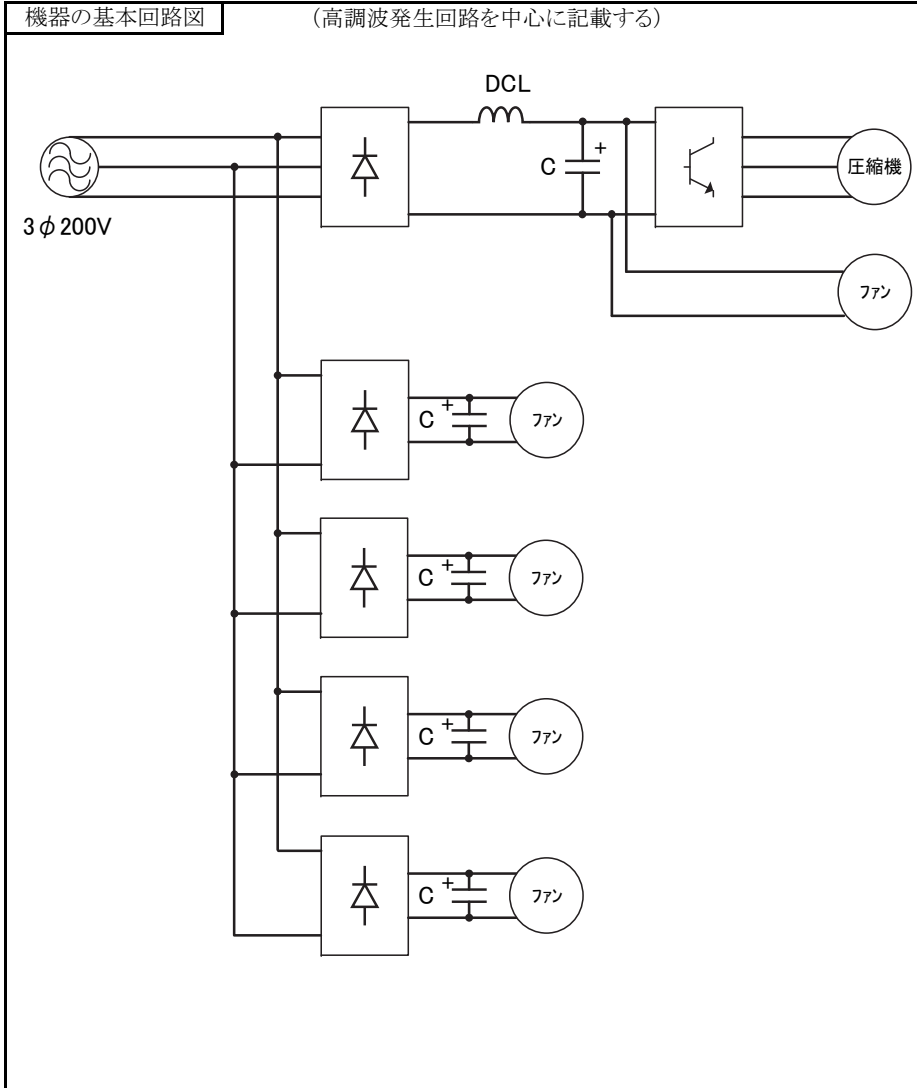 機器の基本回路図 (高調波発生回路を中心に記載する)
DCL
C +
圧縮機
3φ200V
ファン
C + ファン
C + ファン
C + ファン
C + ファン